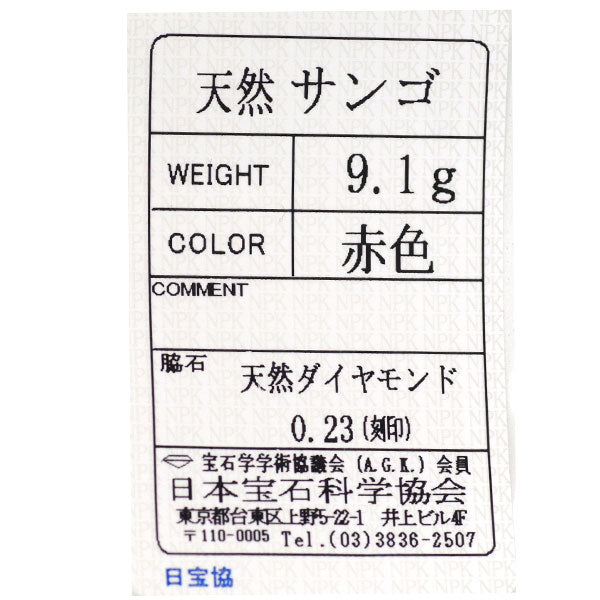 天然 サンゴ
WEIGHT 9.1g
COLOR 赤色
COMMENT
脇石 天然ダイヤモンド
0.23(刻印)
宝石学学術協議会 (A.G.K.) 会員
日本宝石科学協会
東京都台東区上野5-22-1 井上ビル4F
〒110-0005 Tel.(03)3836-2507
日宝協